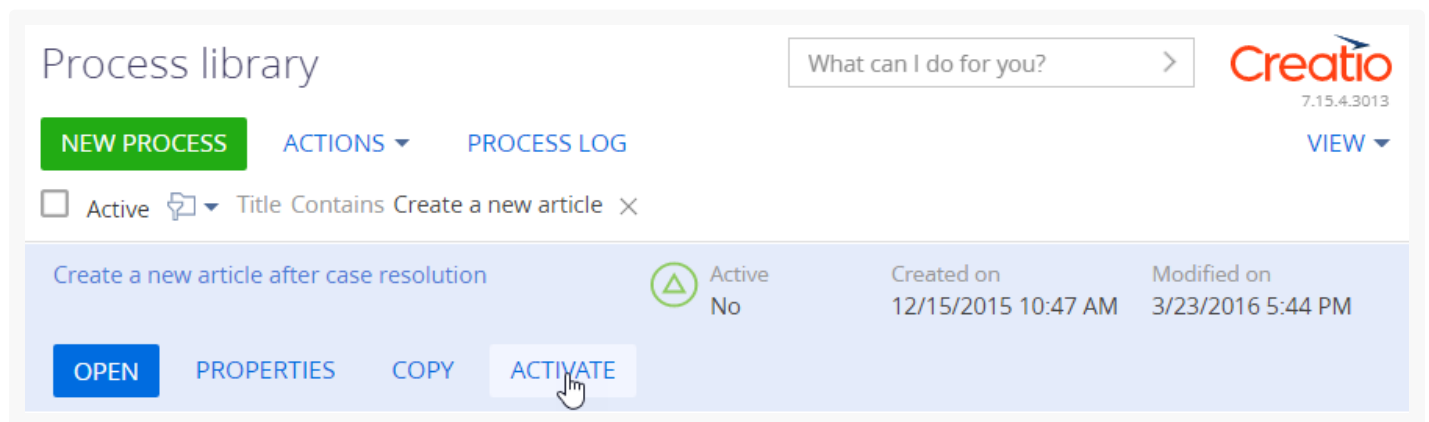 Process library
What can I do for you?
Creatio
7.15.4.3013
NEW PROCESS ACTIONS PROCESS LOG VIEW
Active Title Contains Create a new article
Create a new article after case resolution
Active Created on Modified on
No 12/15/2015 10:47 AM 3/23/2016 5:44 PM
OPEN PROPERTIES COPY ACTIVATE